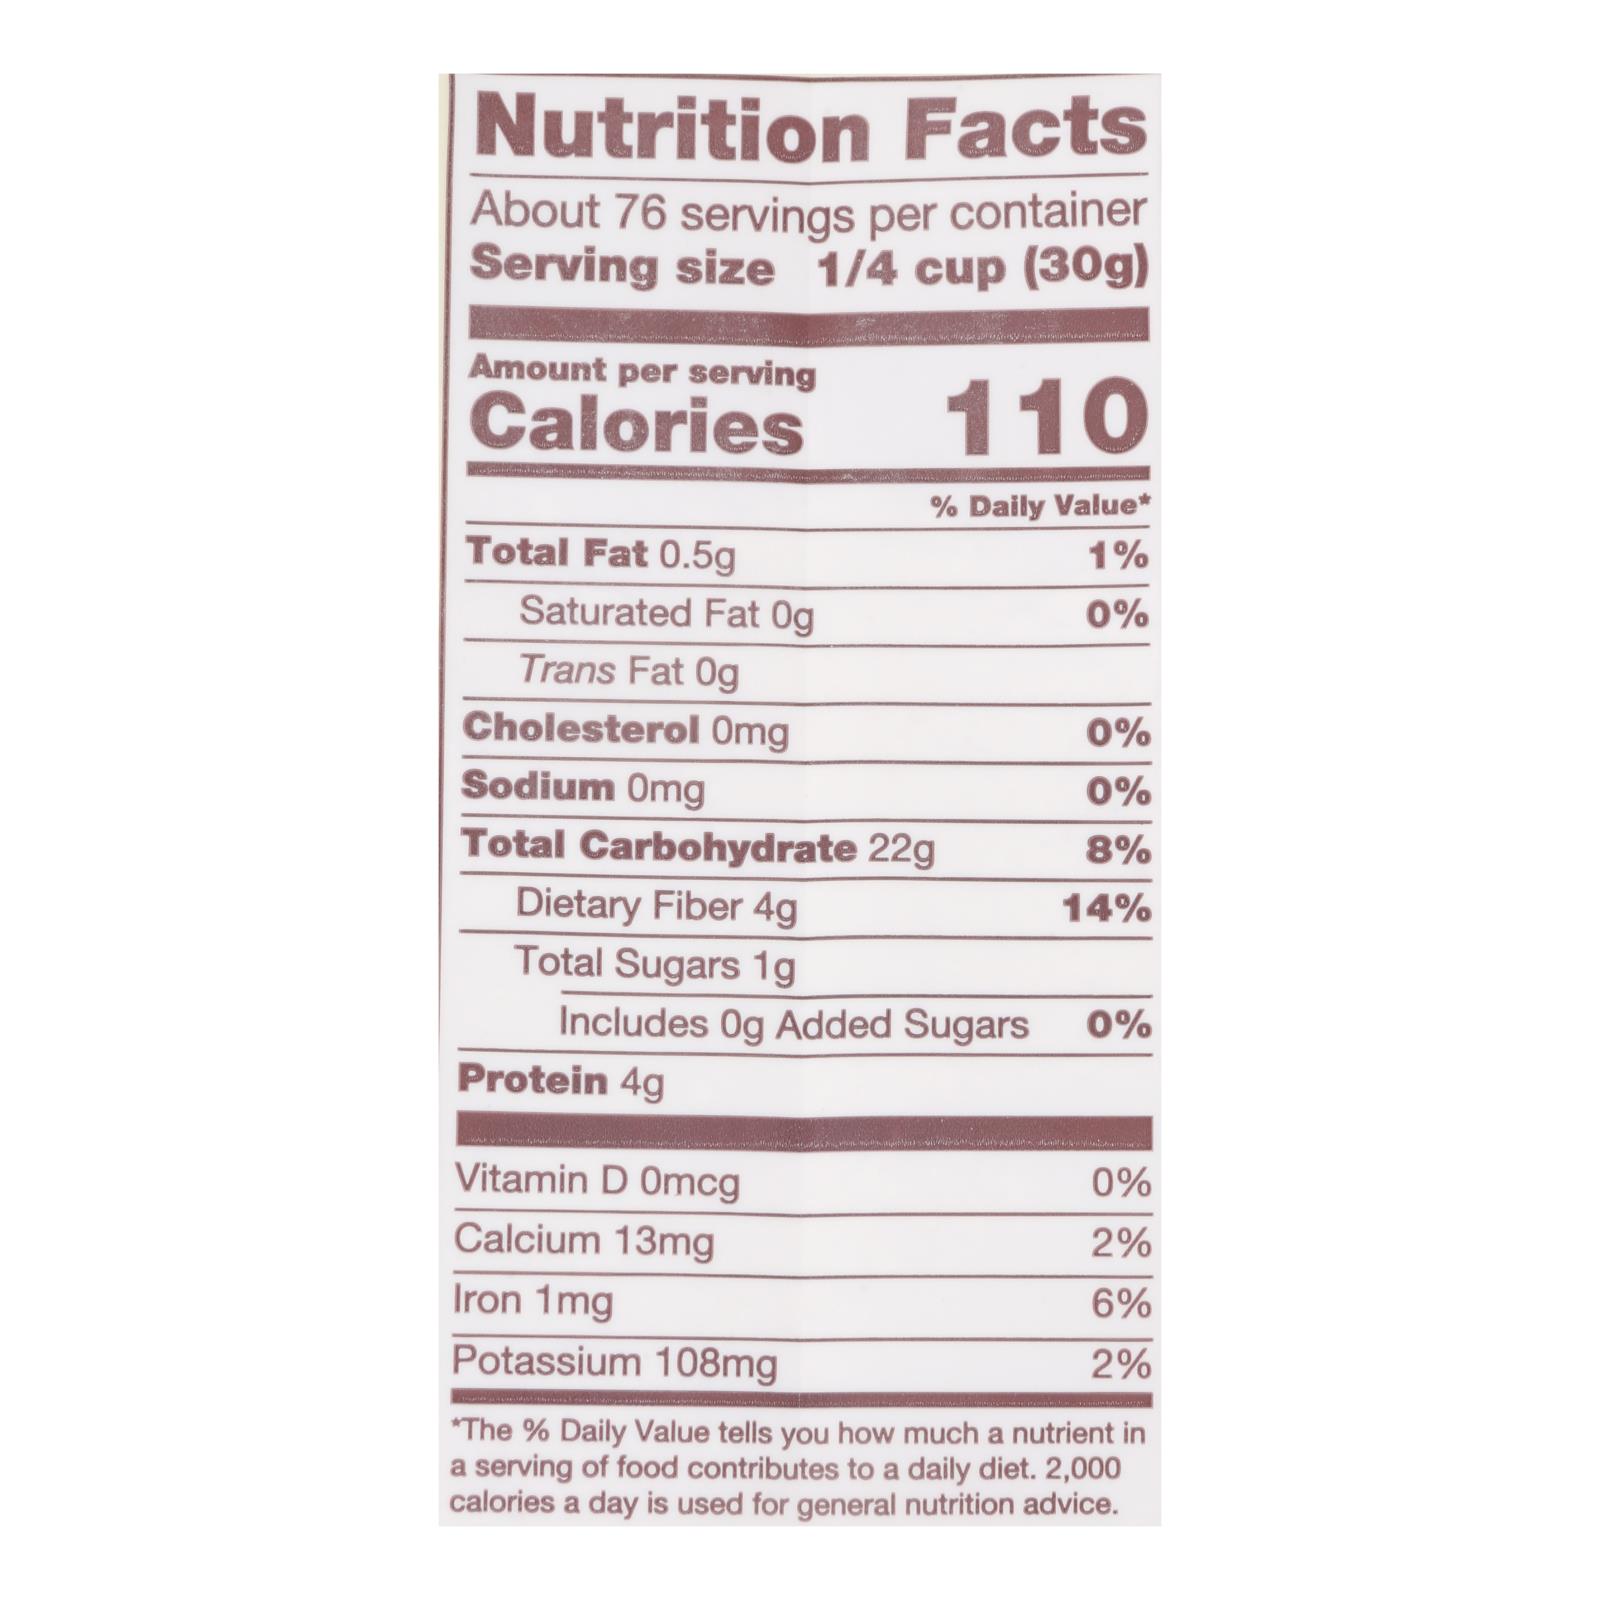 Nutrition Facts
About 76 servings per container
Serving size 1/4 cup (30g)
Amount per serving
Calories 110
% Daily Value*
Total Fat 0.5g 1%
Saturated Fat 0g 0%
Trans Fat 0g
Cholesterol 0mg 0%
Sodium 0mg 0%
Total Carbohydrate 22g 8%
Dietary Fiber 4g 14%
Total Sugars 1g
Includes 0g Added Sugars 0%
Protein 4g
Vitamin D 0mcg 0%
Calcium 13mg 2%
Iron 1mg 6%
Potassium 108mg 2%
*The % Daily Value tells you how much a nutrient in
a serving of food contributes to a daily diet. 2,000
calories a day is used for general nutrition advice.